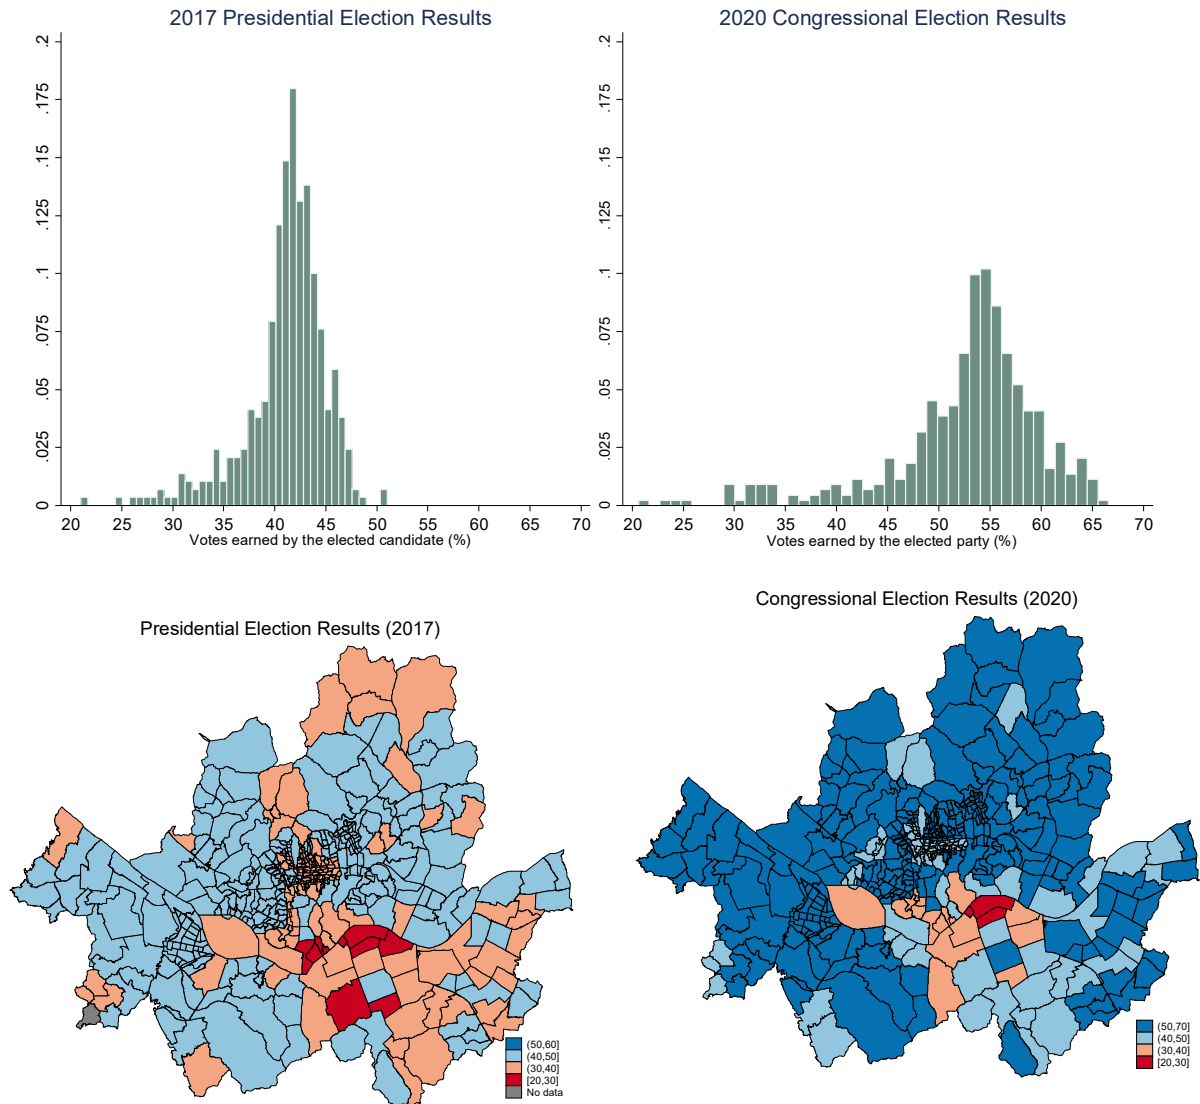 2017 Presidential Election Results
.2
.175
.15
.125
.1
.075
.05
.025
0
20 25 30 35 40 45 50 55 60 65 70
Votes earned by the elected candidate (%)
2020 Congressional Election Results
.2
.175
.15
.125
.1
.075
.05
.025
0
20 25 30 35 40 45 50 55 60 65 70
Votes earned by the elected party (%)
Presidential Election Results (2017)
(50,60]
(40,50]
(30,40]
[20,30]
No data
Congressional Election Results (2020)
(50,70]
(40,50]
(30,40]
[20,30]